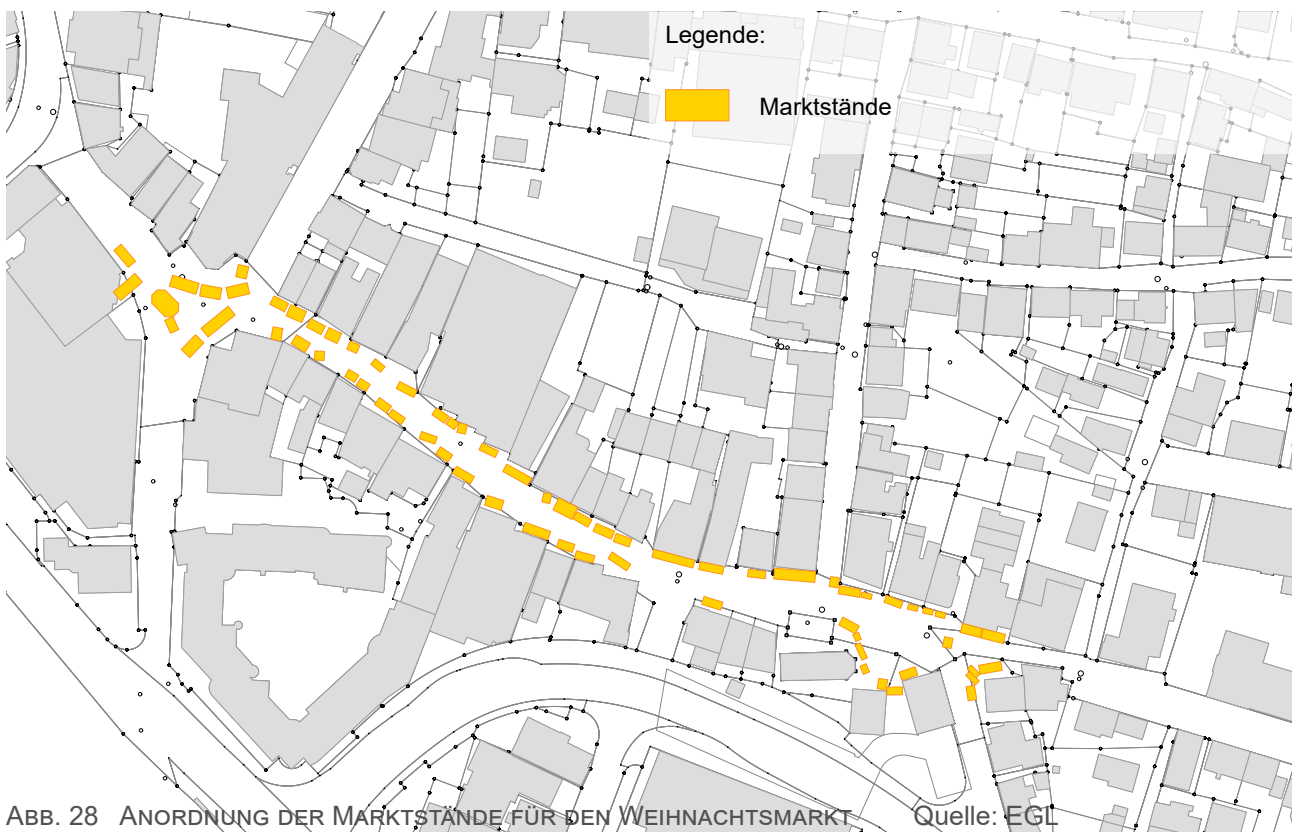 Legende:
Marktstände
ABB. 28 ANORDNUNG DER MARKTSTÄNDE FÜR DEN WEIHNACHTSMARKT Quelle: EGL